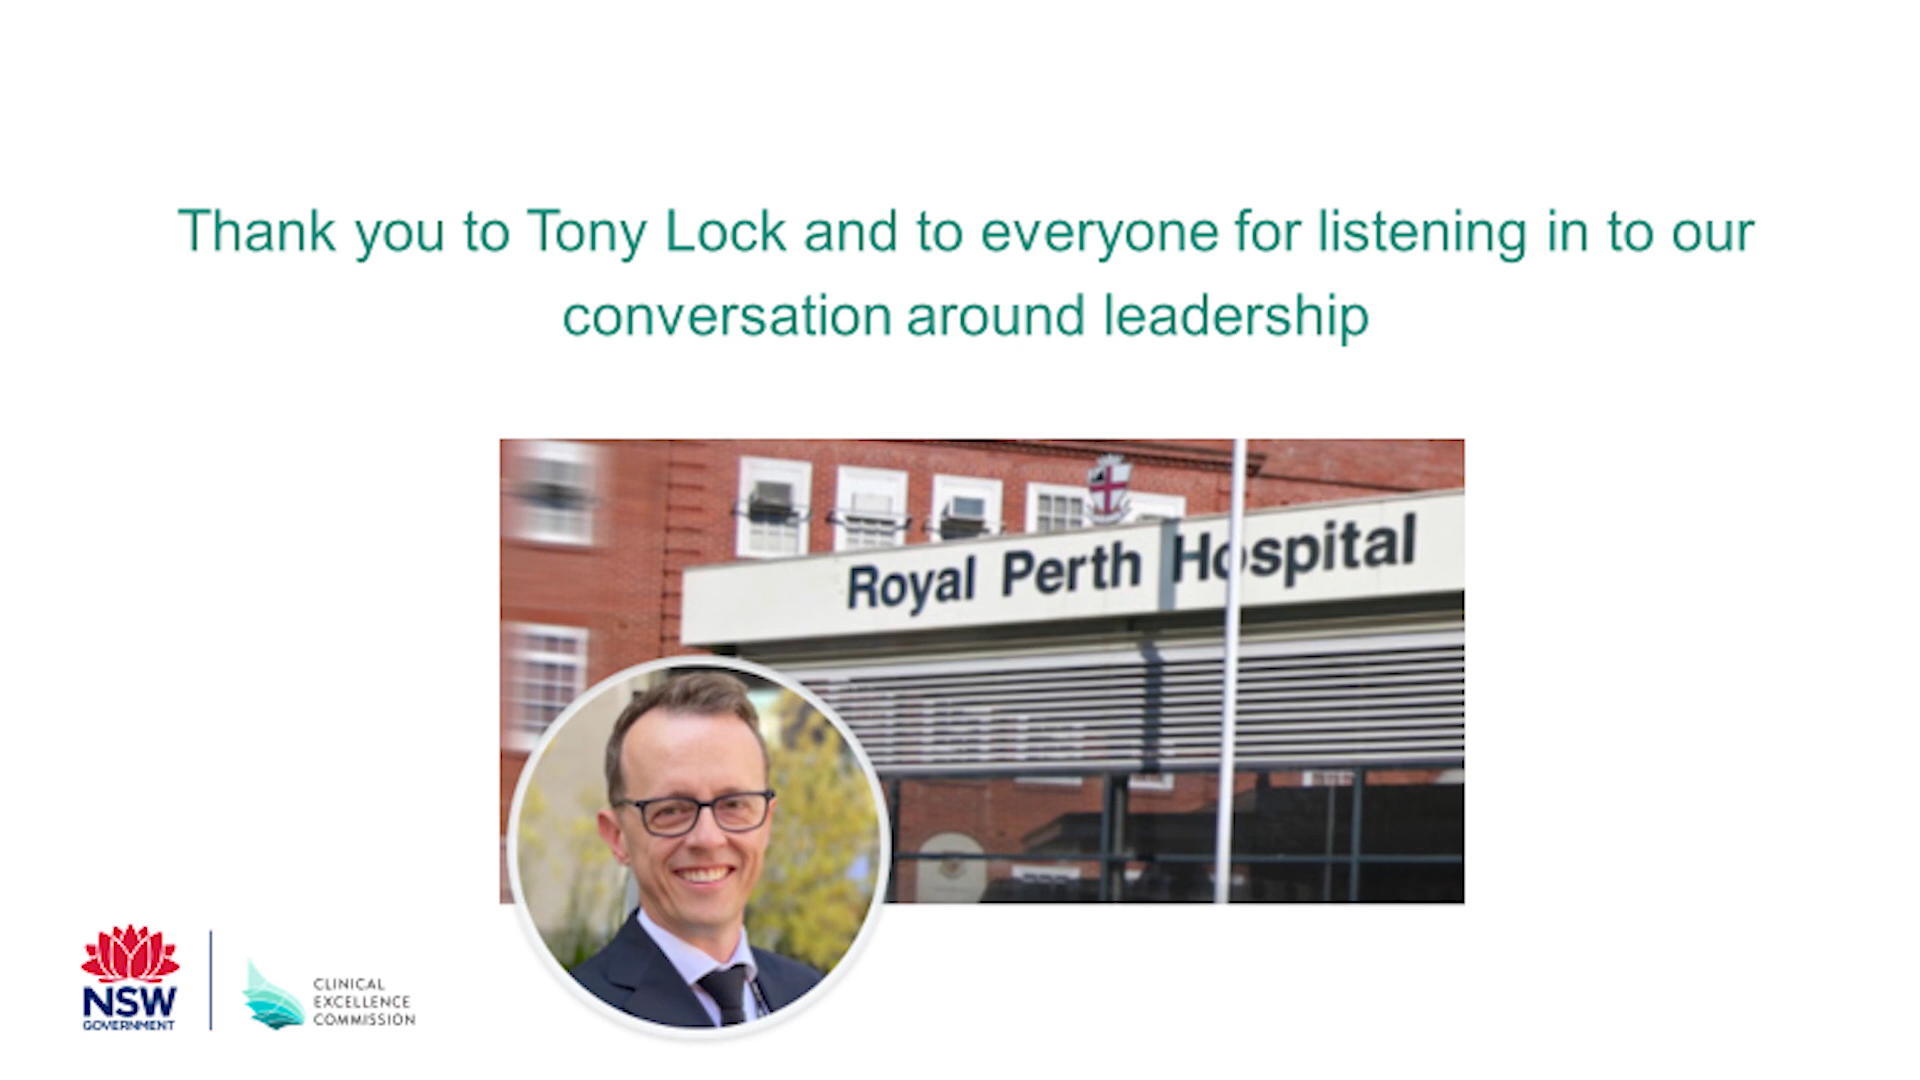 Thank you to Tony Lock and to everyone for listening in to our
conversation around leadership
Royal Perth Hospital
NSW
GOVERNMENT
CLINICAL
EXCELLENCE
COMMISSION